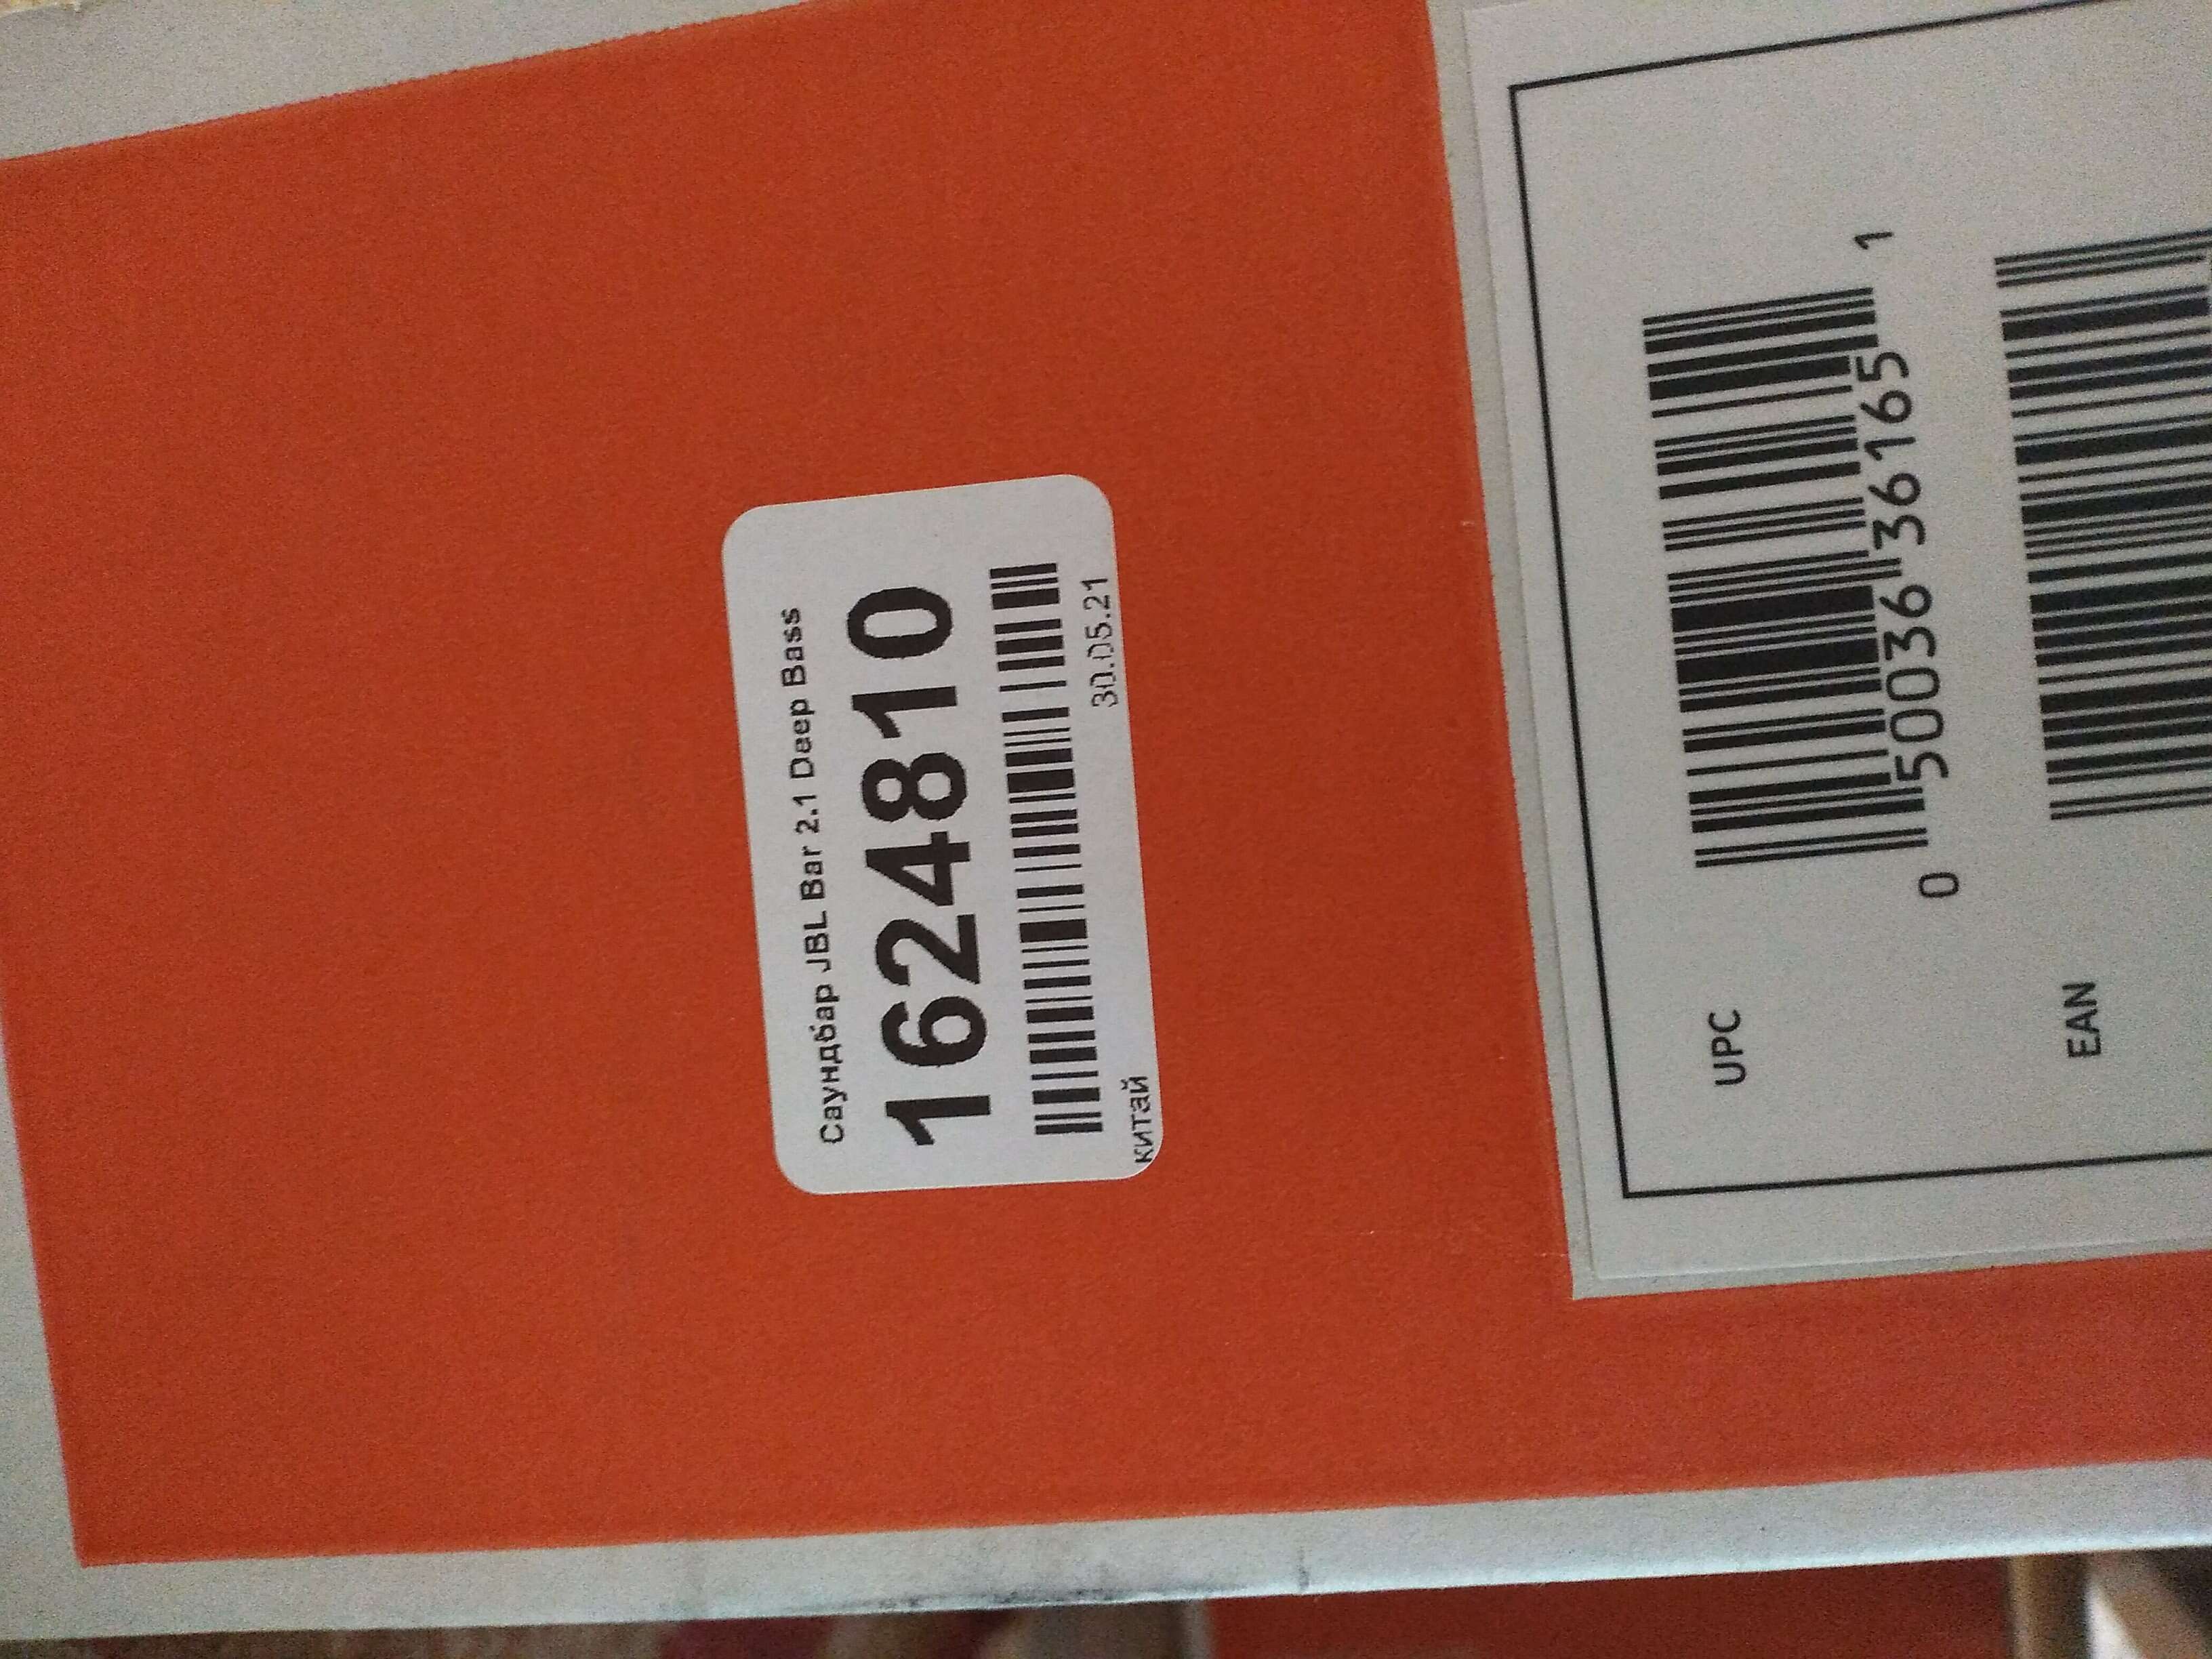 Саундбар JBL Bar 2.1 Deep Bass
1624810
китай 30.05.21
UPC
0 50036 36165 1
EAN